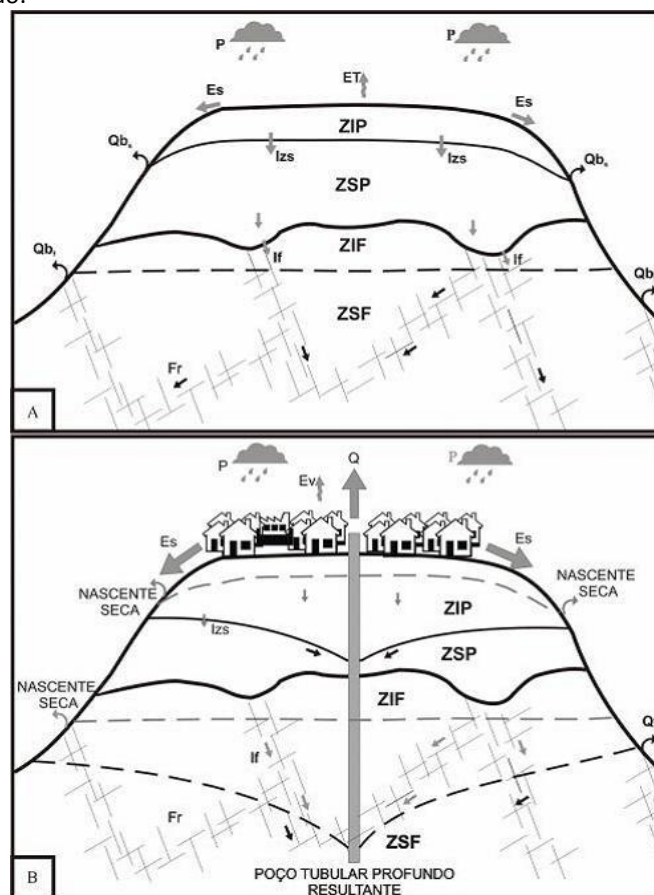 P P
ET
Es Es
ZIP
Qbs Izs Izs Qbs
ZSP
ZIF
Qbf If If Qb
ZSF
Fr
A
P Q P
Ev
Es Es
NASCENTE SECA
NASCENTE SECA
ZIP
Izs
ZSP
NASCENTE SECA
ZIF
Q
If
Fr
ZSF
B
POÇO TUBULAR PROFUNDO
RESULTANTE